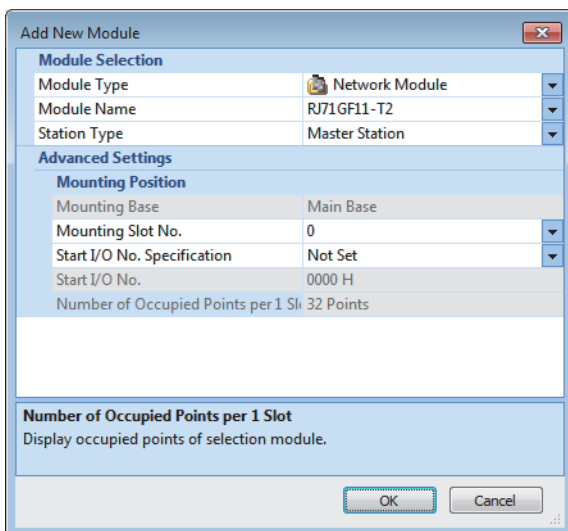 Add New Module
Module Selection
Module Type Network Module
Module Name RJ71GF11-T2
Station Type Master Station
Advanced Settings
Mounting Position
Mounting Base Main Base
Mounting Slot No. 0
Start I/O No. Specification Not Set
Start I/O No. 0000 H
Number of Occupied Points per 1 Sl 32 Points
Number of Occupied Points per 1 Slot
Display occupied points of selection module.
OK Cancel